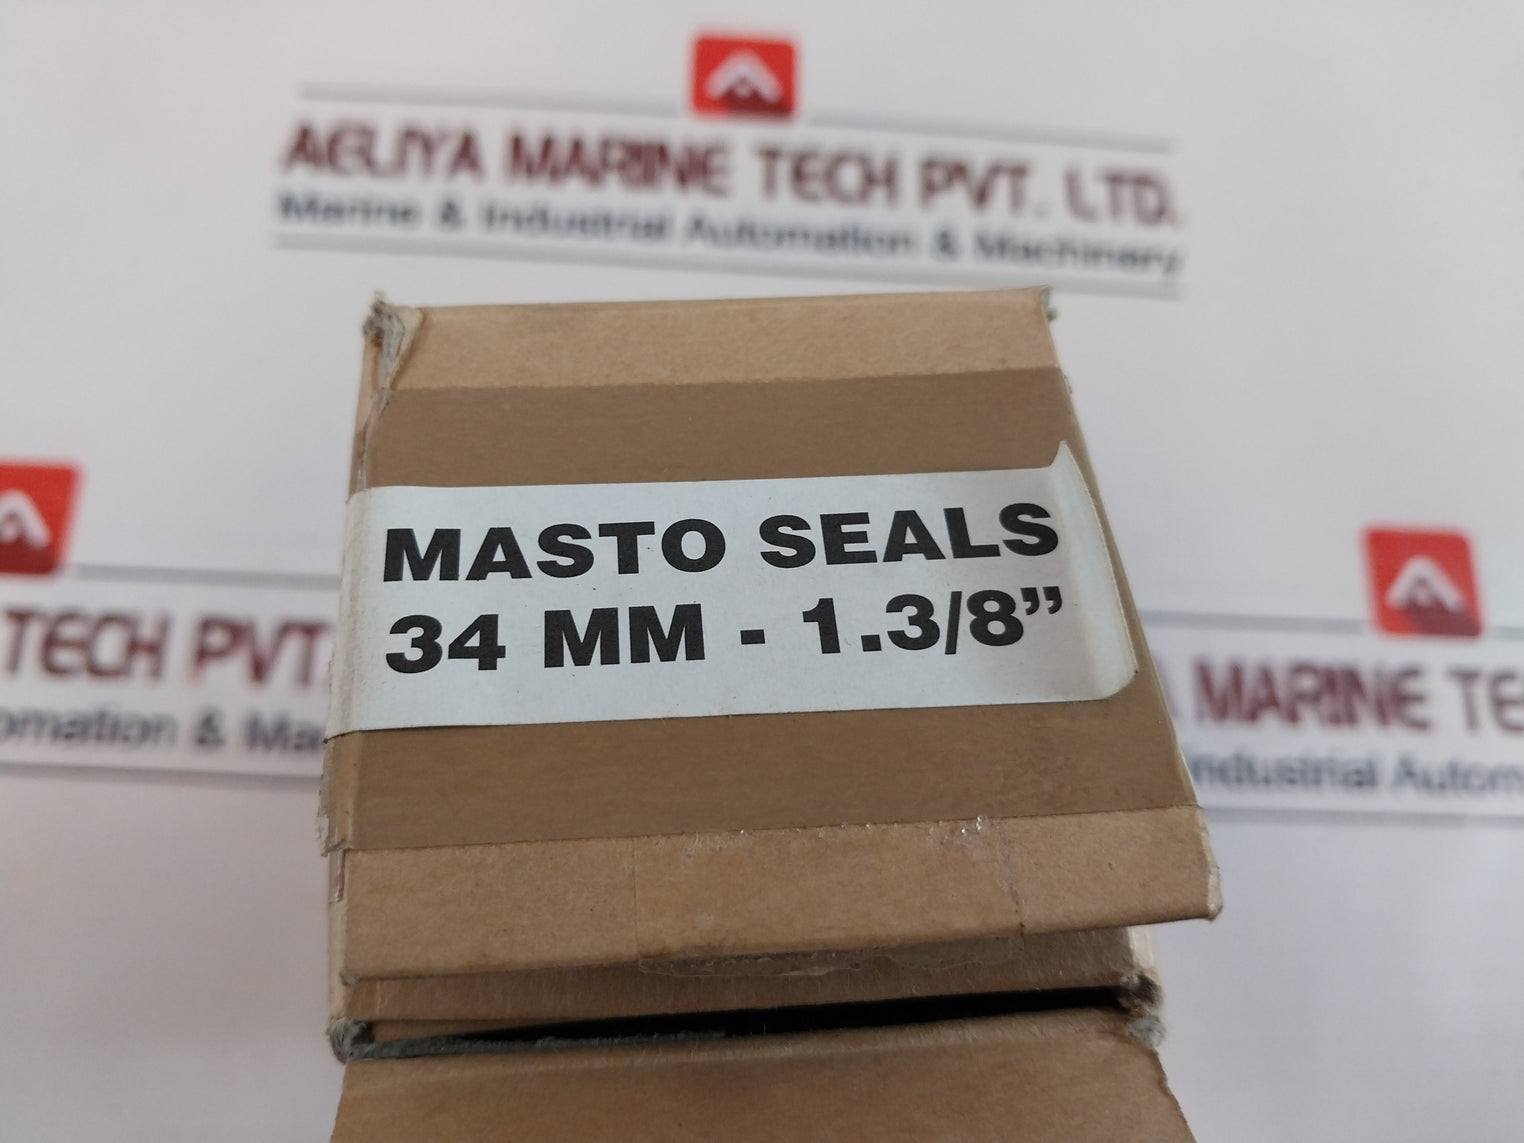 AELIYA MARINE TECH PVT. LTD.
Marine & Industrial Automation & Machinery
MASTO SEALS
34 MM - 1.3/8”
TECH PVT.
omation & Ma
MARINE TE
Industrial Autom